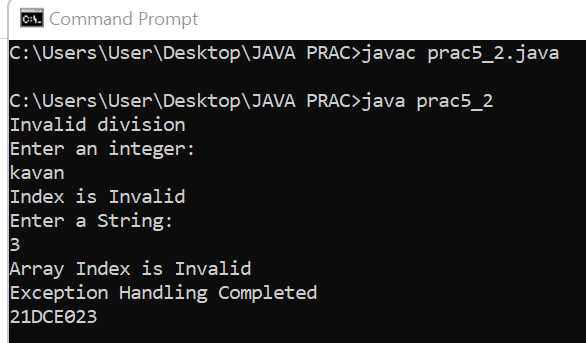 Command Prompt
C:\Users\User\Desktop\JAVA PRAC>javac prac5_2.java
C:\Users\User\Desktop\JAVA PRAC>java prac5_2
Invalid division
Enter an integer:
kavan
Index is Invalid
Enter a String:
3
Array Index is Invalid
Exception Handling Completed
21DCE023